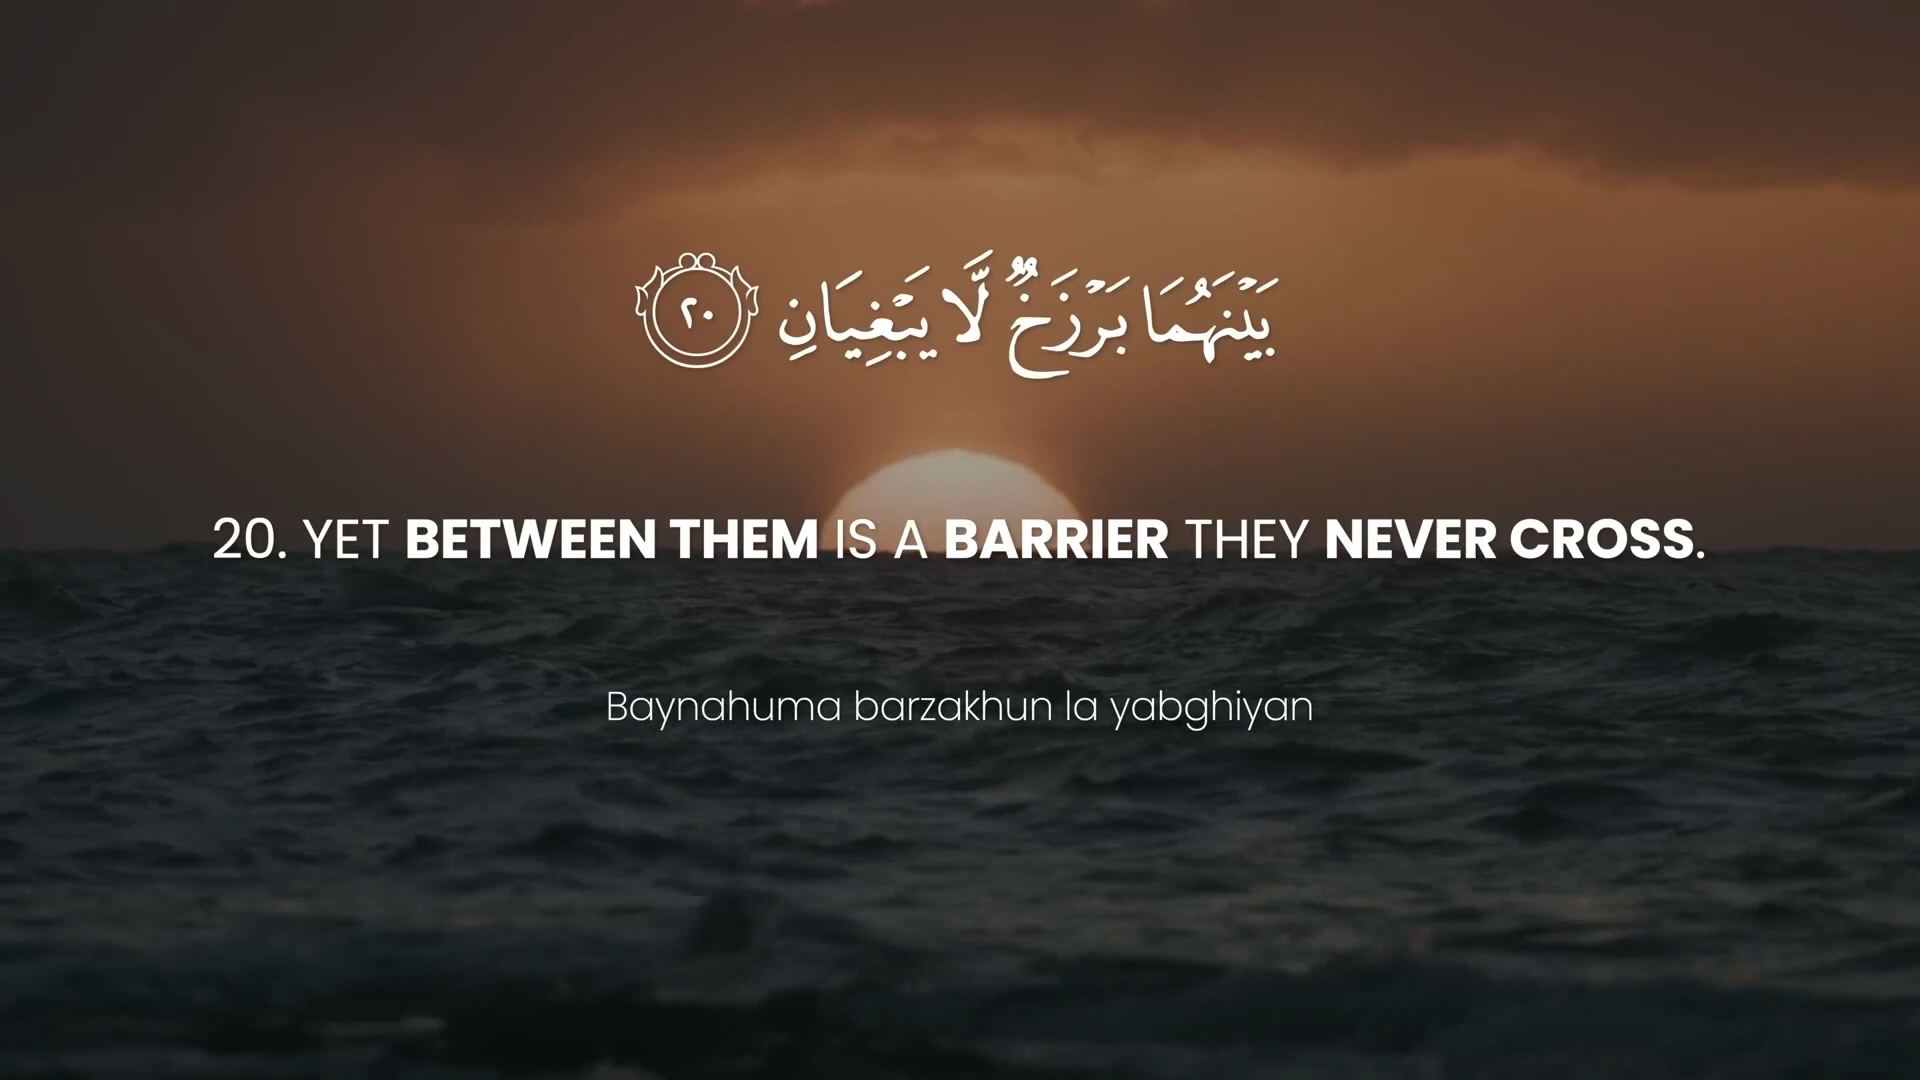 بَيْنَهُمَا بَرْزَخٌ لَّا يَبْغِيَانِ ٢٠
20. YET BETWEEN THEM IS A BARRIER THEY NEVER CROSS.
Baynahuma barzakhun la yabghiyan